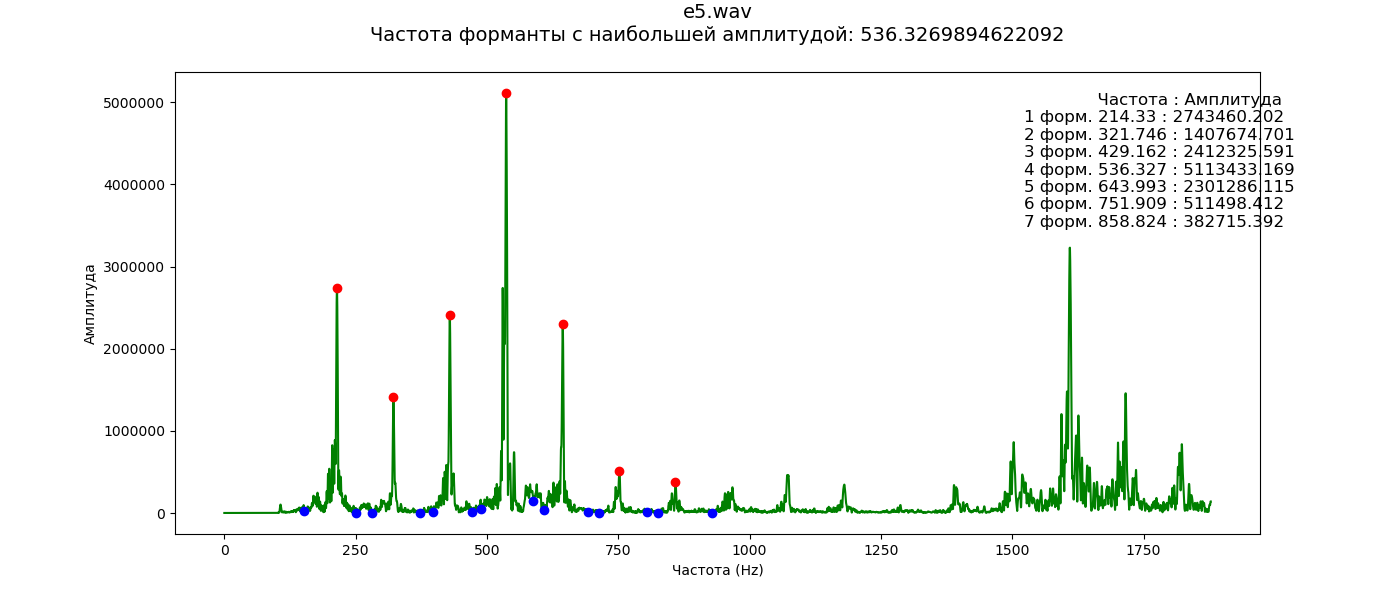 e5.wav
Частота форманты с наибольшей амплитудой: 536.3269894622092
Частота : Амплитуда
1 форм. 214.33 : 2743460.202
2 форм. 321.746 : 1407674.701
3 форм. 429.162 : 2412325.591
4 форм. 536.327 : 5113433.169
5 форм. 643.993 : 2301286.115
6 форм. 751.909 : 511498.412
7 форм. 858.824 : 382715.392
Амплитуда
5000000
4000000
3000000
2000000
1000000
0
0 250 500 750 1000 1250 1500 1750
Частота (Hz)